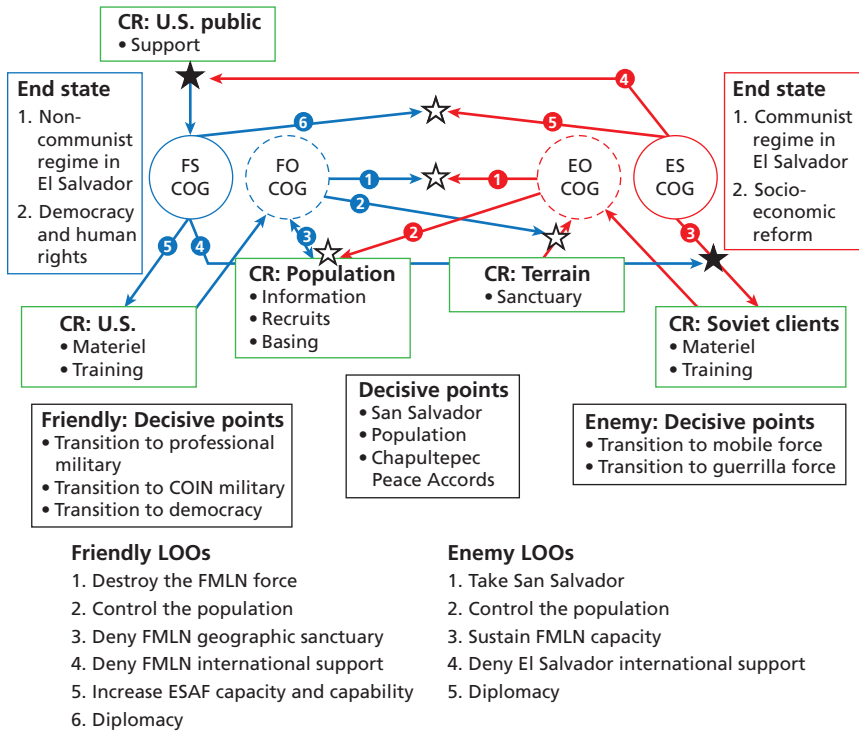 CR: U.S. public
• Support
End state
1. Non-
communist
regime in
El Salvador
2. Democracy
and human
rights
FS
COG
FO
COG
EO
COG
ES
COG
End state
1. Communist
regime in
El Salvador
2. Socio-
economic
reform
4
6
5
1
1
2
2
3
3
5
4
CR: U.S.
• Materiel
• Training
CR: Population
• Information
• Recruits
• Basing
CR: Terrain
• Sanctuary
CR: Soviet clients
• Materiel
• Training
Friendly: Decisive points
• Transition to professional
military
• Transition to COIN military
• Transition to democracy
Decisive points
• San Salvador
• Population
• Chapultepec
Peace Accords
Enemy: Decisive points
• Transition to mobile force
• Transition to guerrilla force
Friendly LOOs
1. Destroy the FMLN force
2. Control the population
3. Deny FMLN geographic sanctuary
4. Deny FMLN international support
5. Increase ESAF capacity and capability
6. Diplomacy
Enemy LOOs
1. Take San Salvador
2. Control the population
3. Sustain FMLN capacity
4. Deny El Salvador international support
5. Diplomacy